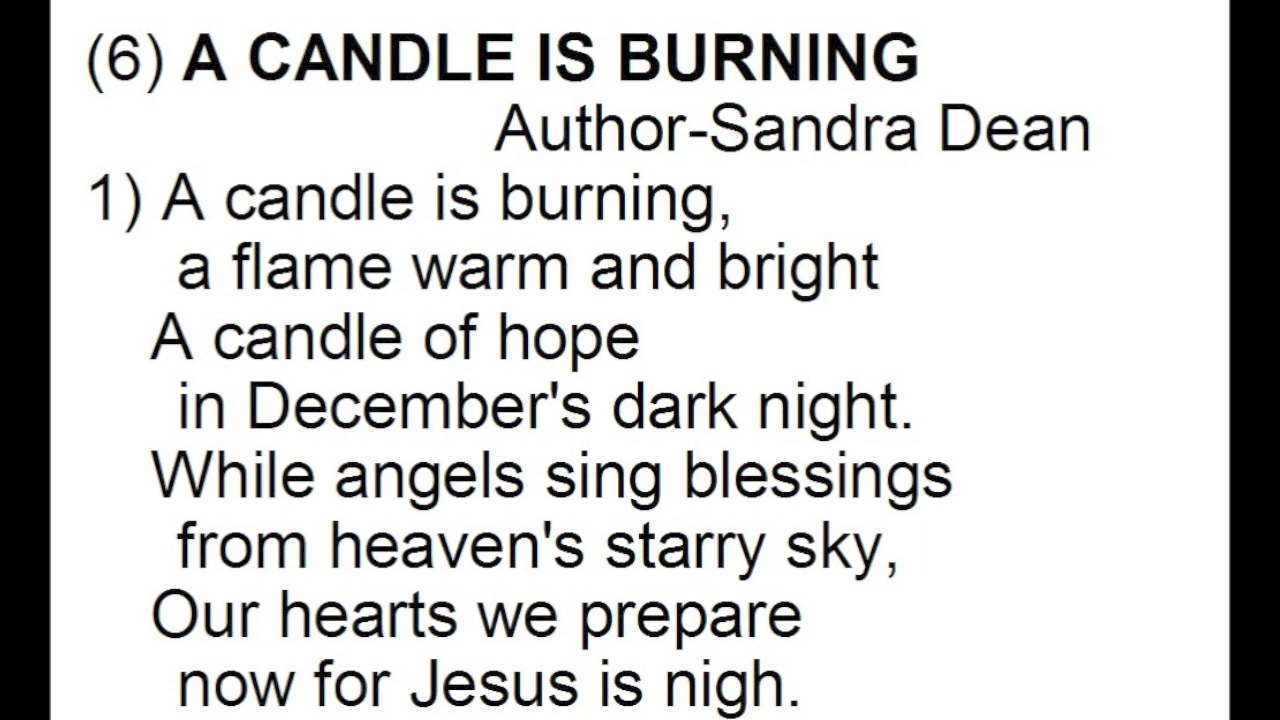 (6) A CANDLE IS BURNING
Author-Sandra Dean
1) A candle is burning,
a flame warm and bright
A candle of hope
in December's dark night.
While angels sing blessings
from heaven's starry sky,
Our hearts we prepare
now for Jesus is nigh.